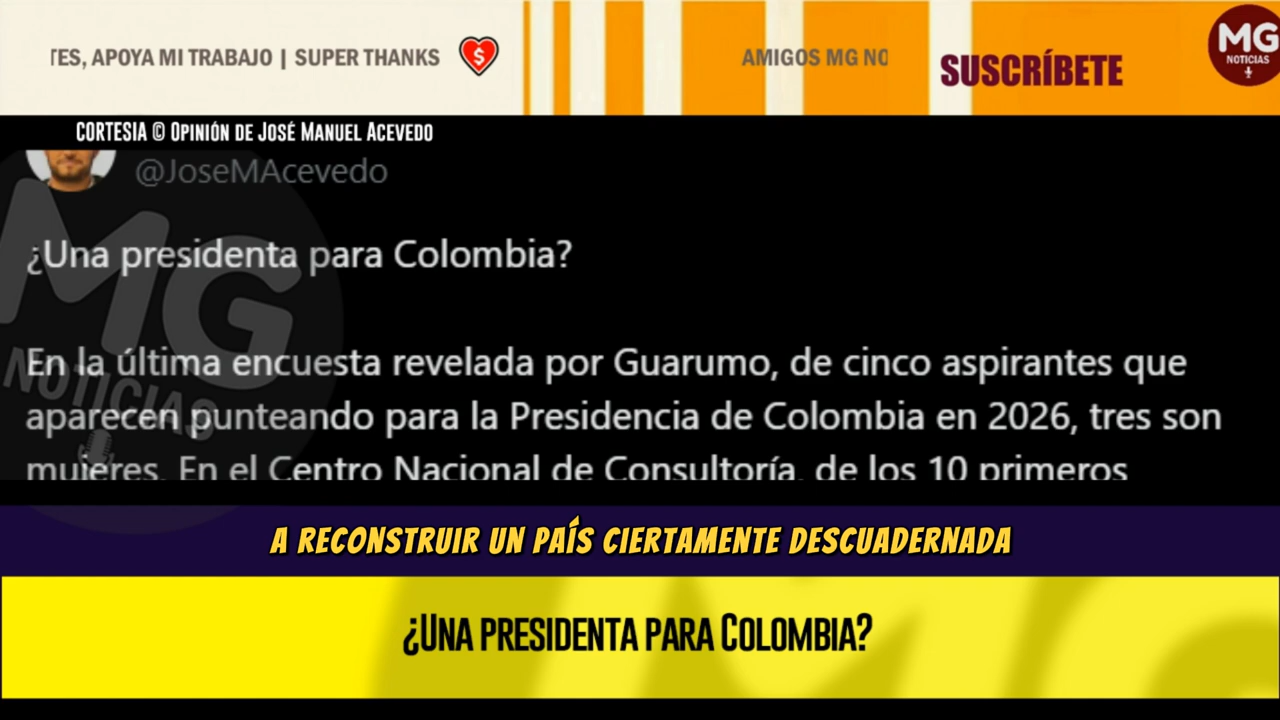 TES, APOYA MI TRABAJO | SUPER THANKS $
AMIGOS MG NO
SUSCRÍBETE
MG
NOTICIAS
CORTESIA © OPINIÓN DE JOSÉ MANUEL ACEVEDO
@JoseMAcevedo
¿Una presidenta para Colombia?
En la última encuesta revelada por Guarumo, de cinco aspirantes que
aparecen punteando para la Presidencia de Colombia en 2026, tres son
mujeres. En el Centro Nacional de Consultoría, de los 10 primeros
MG
NOTICIAS
A RECONSTRUIR UN PAÍS CIERTAMENTE DESCUADERNADA
¿UNA PRESIDENTA PARA COLOMBIA?